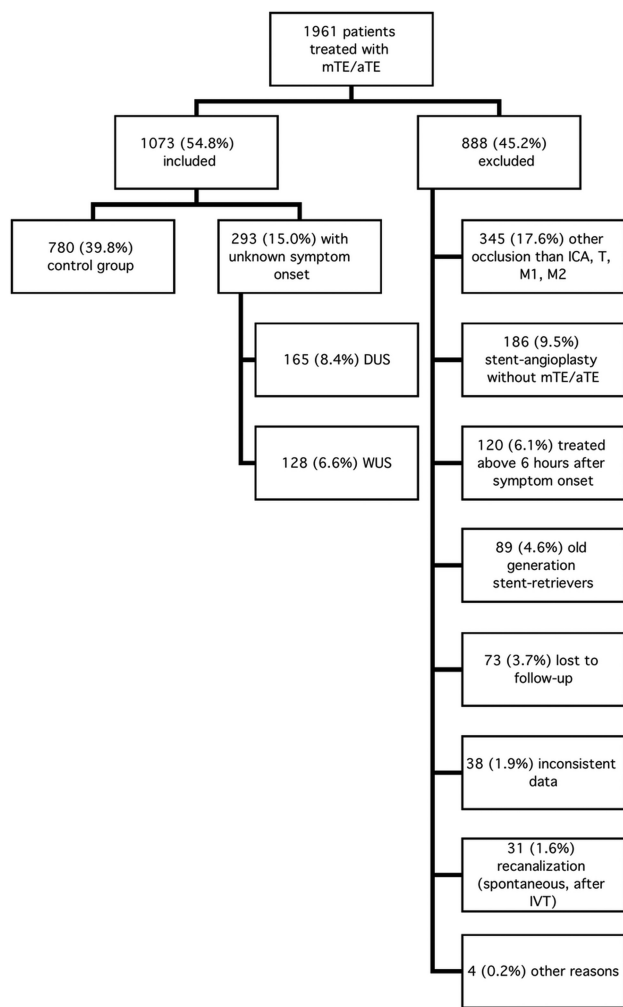 1961 patients
treated with
mTE/aTE
1073 (54.8%)
included
888 (45.2%)
excluded
780 (39.8%)
control group
293 (15.0%) with
unknown symptom
onset
165 (8.4%) DUS
128 (6.6%) WUS
345 (17.6%) other
occlusion than ICA, T,
M1, M2
186 (9.5%)
stent-angioplasty
without mTE/aTE
120 (6.1%) treated
above 6 hours after
symptom onset
89 (4.6%) old
generation
stent-retrievers
73 (3.7%) lost to
follow-up
38 (1.9%) inconsistent
data
31 (1.6%)
recanalization
(spontaneous, after
IVT)
4 (0.2%) other reasons